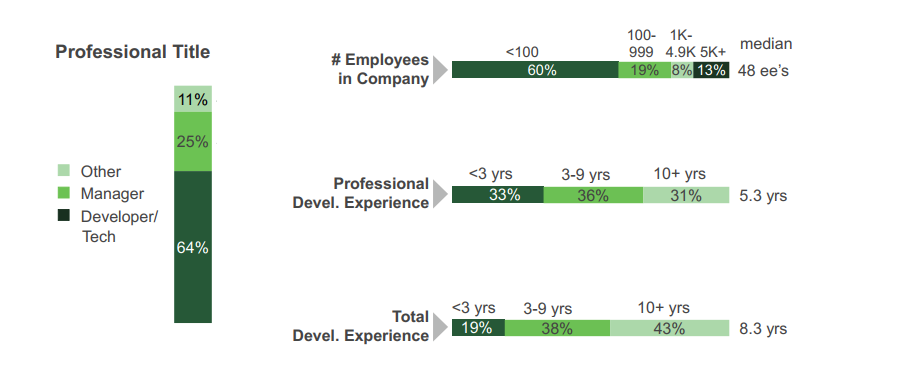 Professional Title
11%
25%
64%
Other
Manager
Developer/
Tech
# Employees
in Company
<100
100-
999
1K-
4.9K
5K+
median
60%
19%
8%
13%
48 ee's
Professional
Devel. Experience
<3 yrs
3-9 yrs
10+ yrs
33%
36%
31%
5.3 yrs
Total
Devel. Experience
<3 yrs
3-9 yrs
10+ yrs
19%
38%
43%
8.3 yrs